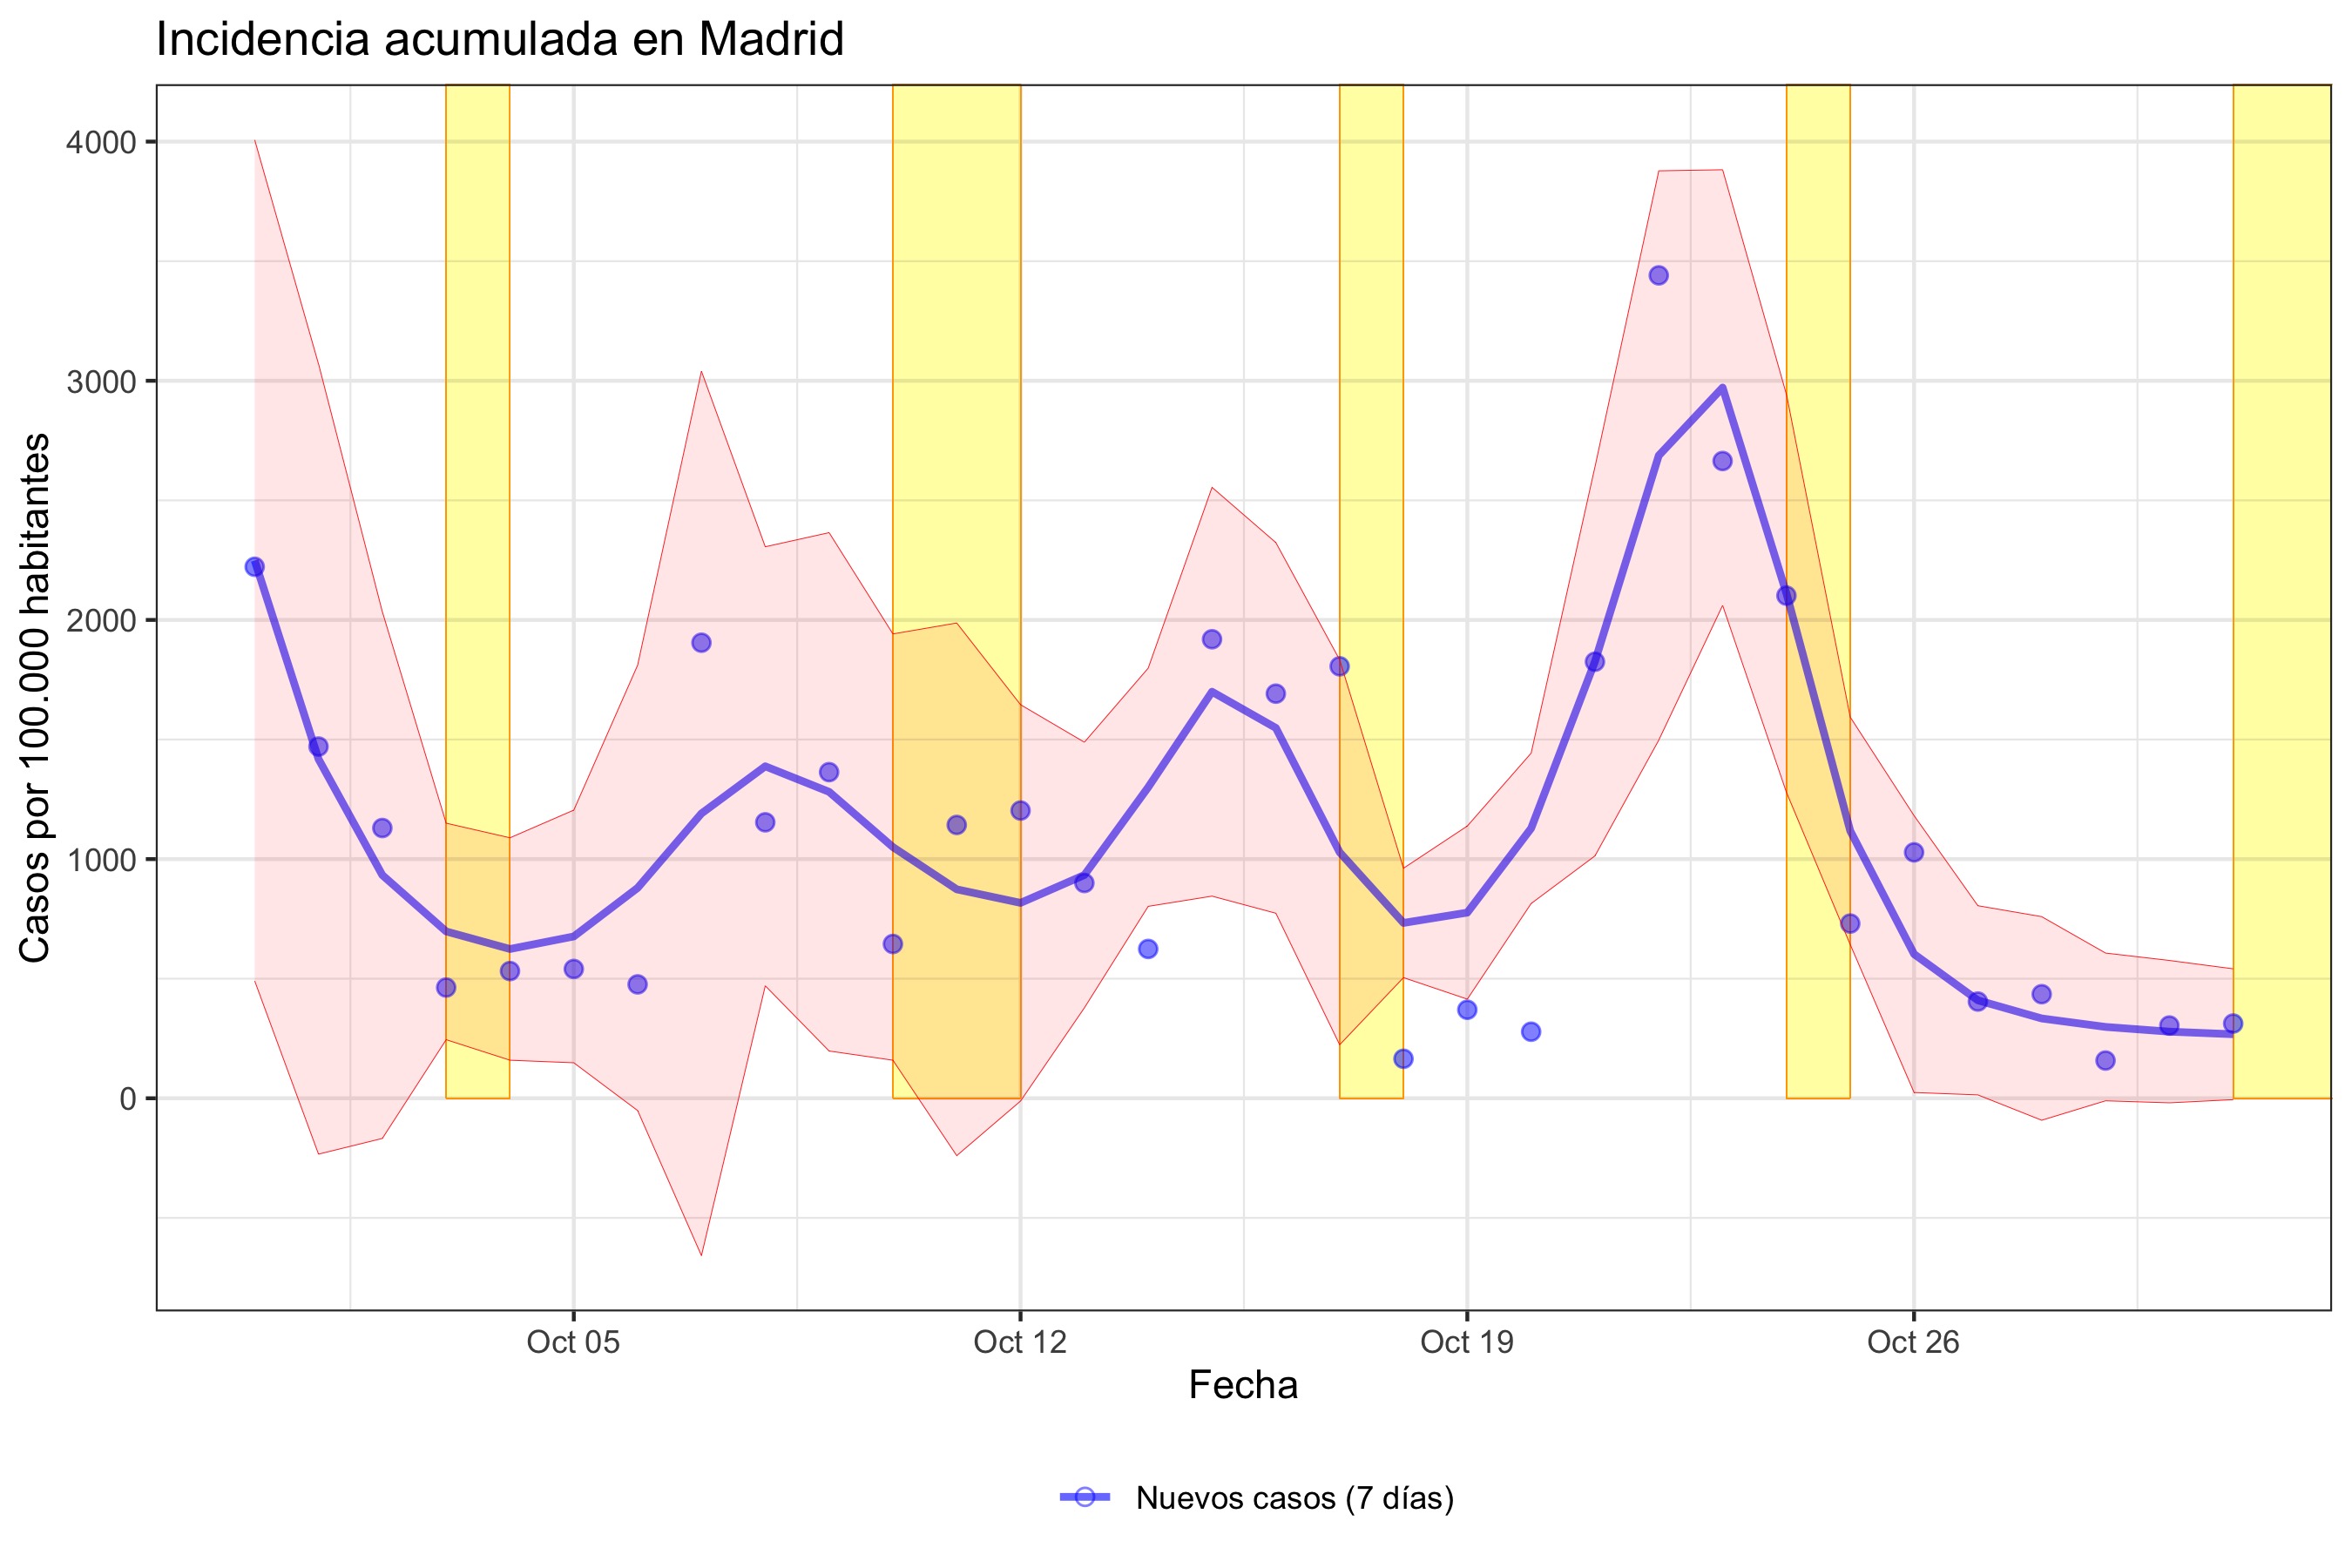 Incidencia acumulada en Madrid
Casos por 100.000 habitantes
4000
3000
2000
1000
0
Oct 05 Oct 12 Oct 19 Oct 26
Fecha
Nuevos casos (7 días)